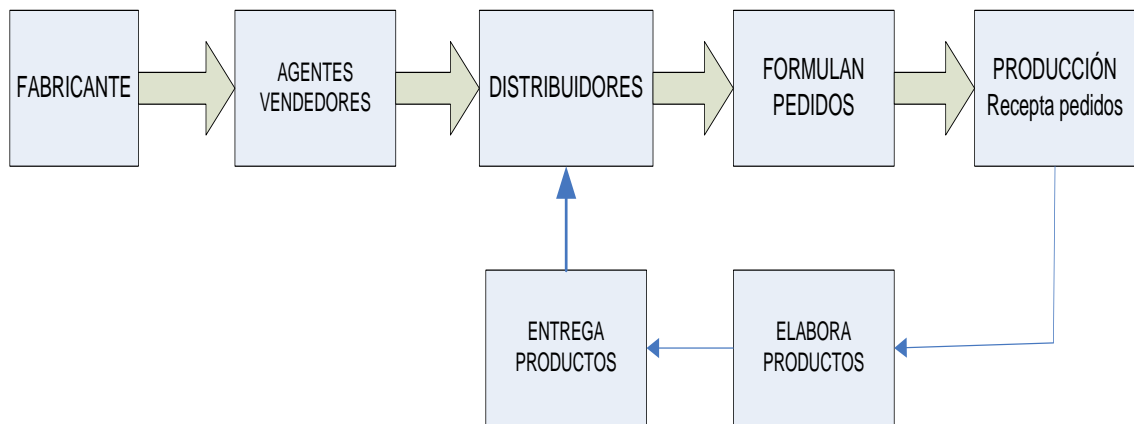 FABRICANTE
AGENTES
VENDEDORES
DISTRIBUIDORES
FORMULAN
PEDIDOS
PRODUCCIÓN
Recepta pedidos
ENTREGA
PRODUCTOS
ELABORA
PRODUCTOS